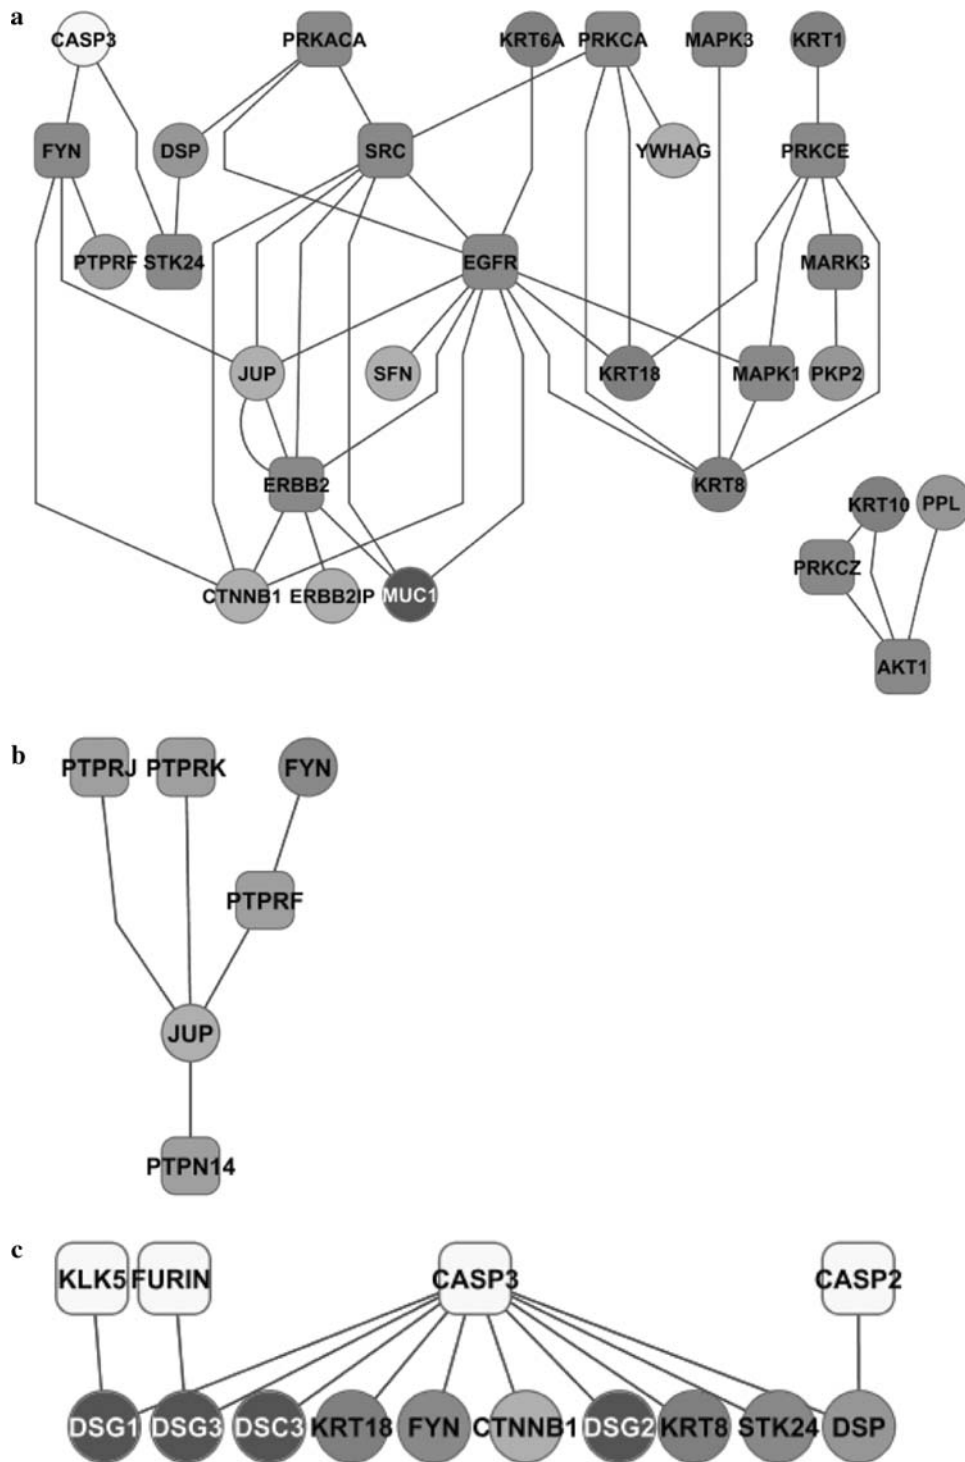 a
CASP3 PRKACA KRT6A PRKCA MAPK3 KRT1
FYN DSP SRC YWHAG PRKCE
PTPRF STK24 EGFR MARK3
JUP SFN KRT18 MAPK1 PKP2
ERBB2 KRT8
KRT10 PPL
PRKCZ
CTNNB1 ERBB2IP MUC1
AKT1
b
PTPRJ PTPRK FYN
PTPRF
JUP
PTPN14
c
KLK5 FURIN CASP3 CASP2
DSG1 DSG3 DSC3 KRT18 FYN CTNNB1 DSG2 KRT8 STK24 DSP